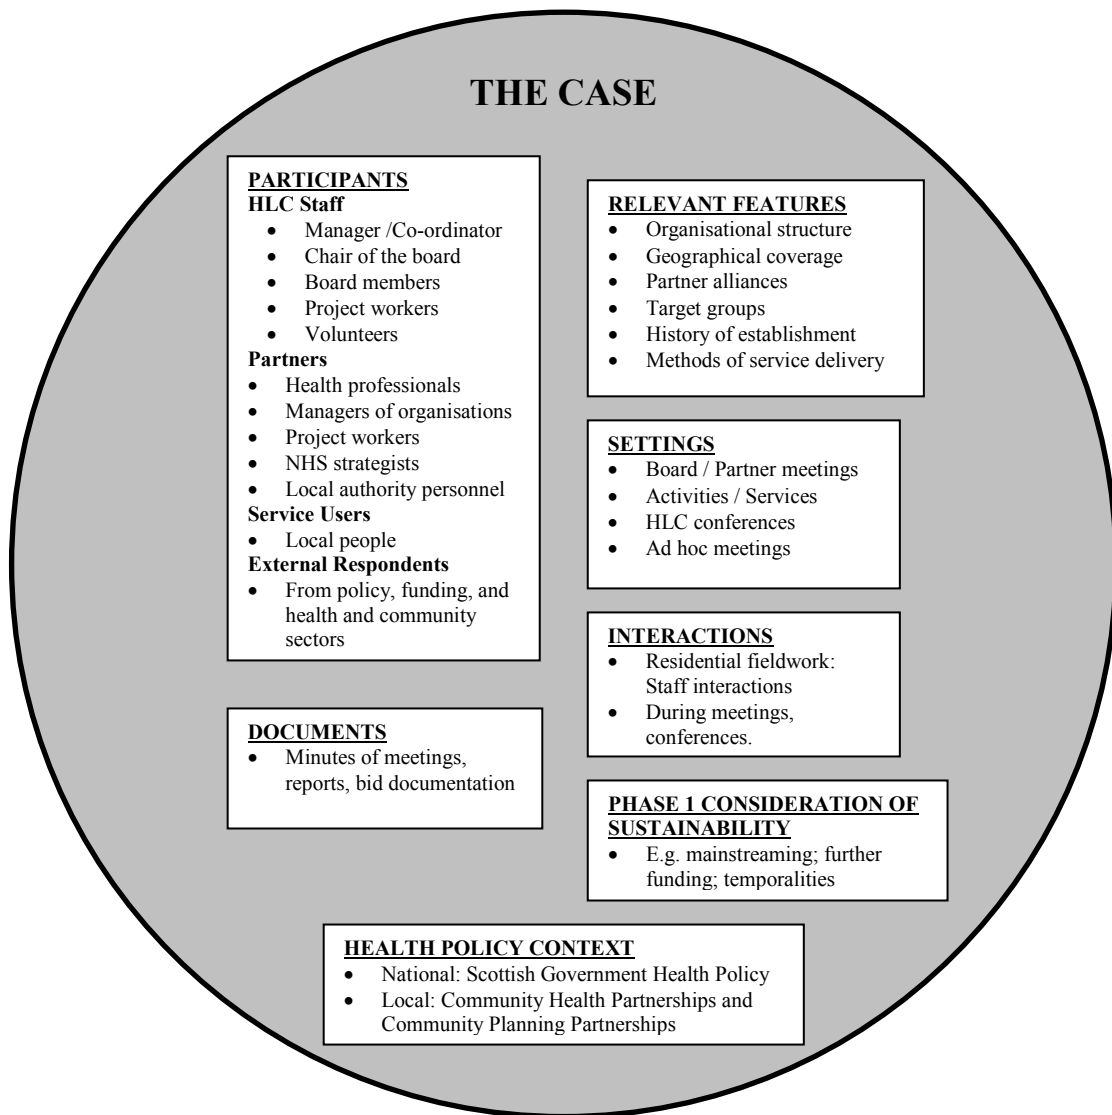 THE CASE
PARTICIPANTS
HLC Staff
• Manager /Co-ordinator
• Chair of the board
• Board members
• Project workers
• Volunteers
Partners
• Health professionals
• Managers of organisations
• Project workers
• NHS strategists
• Local authority personnel
Service Users
• Local people
External Respondents
• From policy, funding, and
health and community
sectors
DOCUMENTS
• Minutes of meetings,
reports, bid documentation
RELEVANT FEATURES
• Organisational structure
• Geographical coverage
• Partner alliances
• Target groups
• History of establishment
• Methods of service delivery
SETTINGS
• Board / Partner meetings
• Activities / Services
• HLC conferences
• Ad hoc meetings
INTERACTIONS
• Residential fieldwork:
Staff interactions
• During meetings,
conferences.
PHASE 1 CONSIDERATION OF
SUSTAINABILITY
• E.g. mainstreaming; further
funding; temporalities
HEALTH POLICY CONTEXT
• National: Scottish Government Health Policy
• Local: Community Health Partnerships and
Community Planning Partnerships